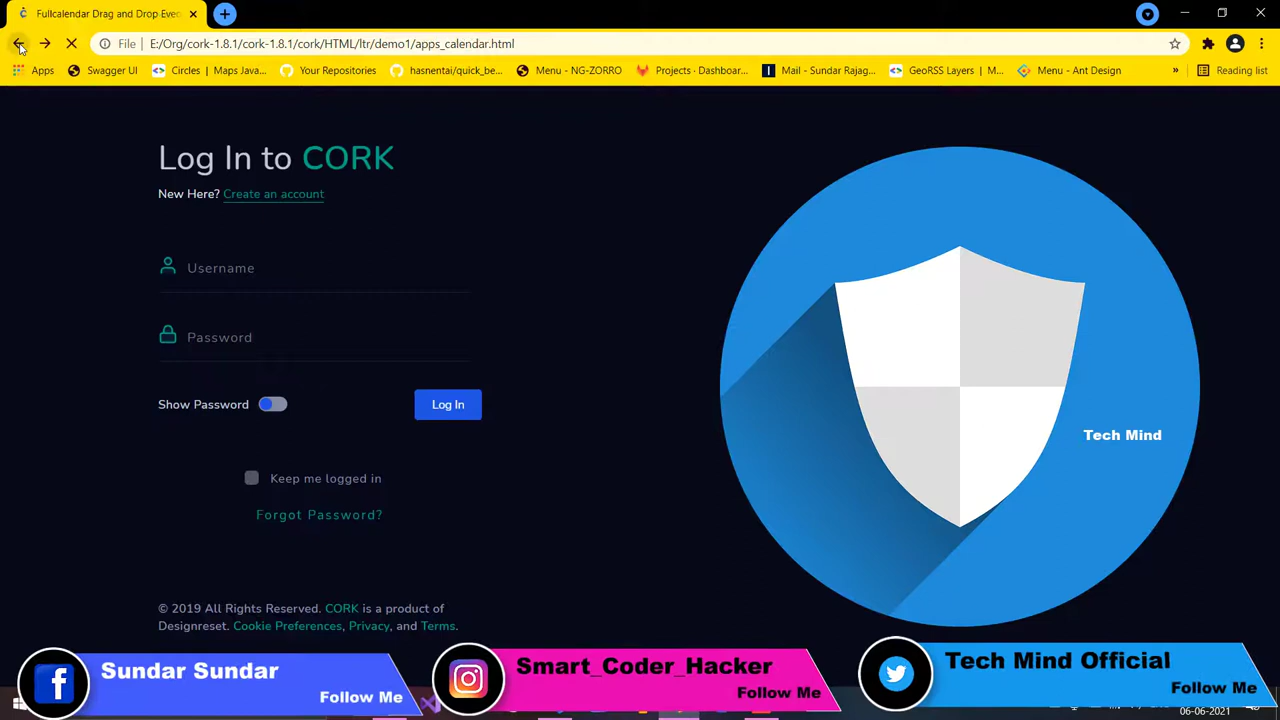 Fullcalendar Drag and Drop Eve
File E:/Org/cork-1.8.1/cork-1.8.1/cork/HTML/ltr/demo1/apps_calendar.html
Apps Swagger UI Circles | Maps Java... Your Repositories hasnentai/quick_be... Menu - NG-ZORRO Projects · Dashboar... Mail - Sundar Rajag... GeoRSS Layers | M... Menu - Ant Design » Reading list
Log In to CORK
New Here? Create an account
Username
Password
Show Password
Log In
Keep me logged in
Forgot Password?
© 2019 All Rights Reserved. CORK is a product of
Designreset. Cookie Preferences, Privacy, and Terms.
Tech Mind
Sundar Sundar
Follow Me
Smart_Coder_Hacker
Follow Me
Tech Mind Official
Follow Me
06-06-2021